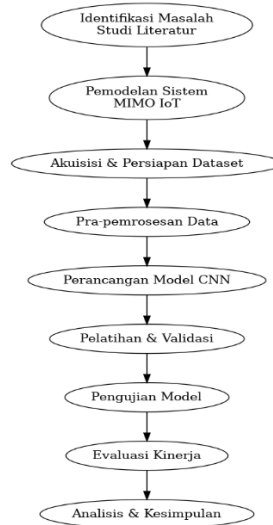 Identifikasi Masalah
Studi Literatur
Pemodelan Sistem
MIMO IoT
Akuisisi & Persiapan Dataset
Pra-pemrosesan Data
Perancangan Model CNN
Pelatihan & Validasi
Pengujian Model
Evaluasi Kinerja
Analisis & Kesimpulan